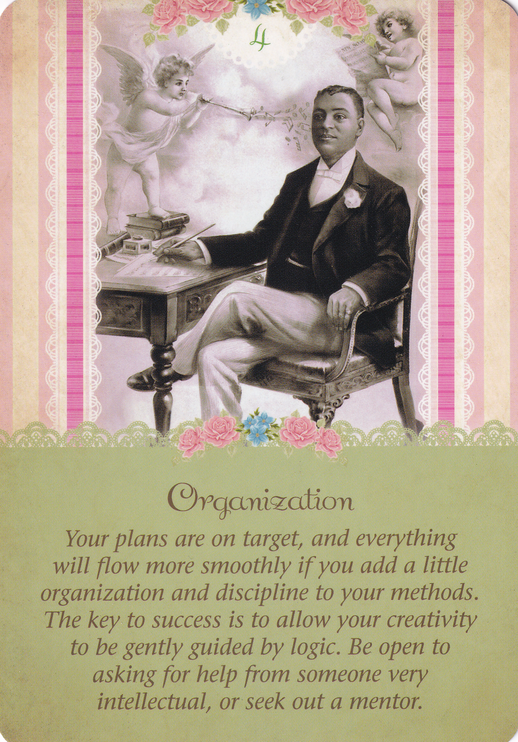 4
Organization
Your plans are on target, and everything
will flow more smoothly if you add a little
organization and discipline to your methods.
The key to success is to allow your creativity
to be gently guided by logic. Be open to
asking for help from someone very
intellectual, or seek out a mentor.